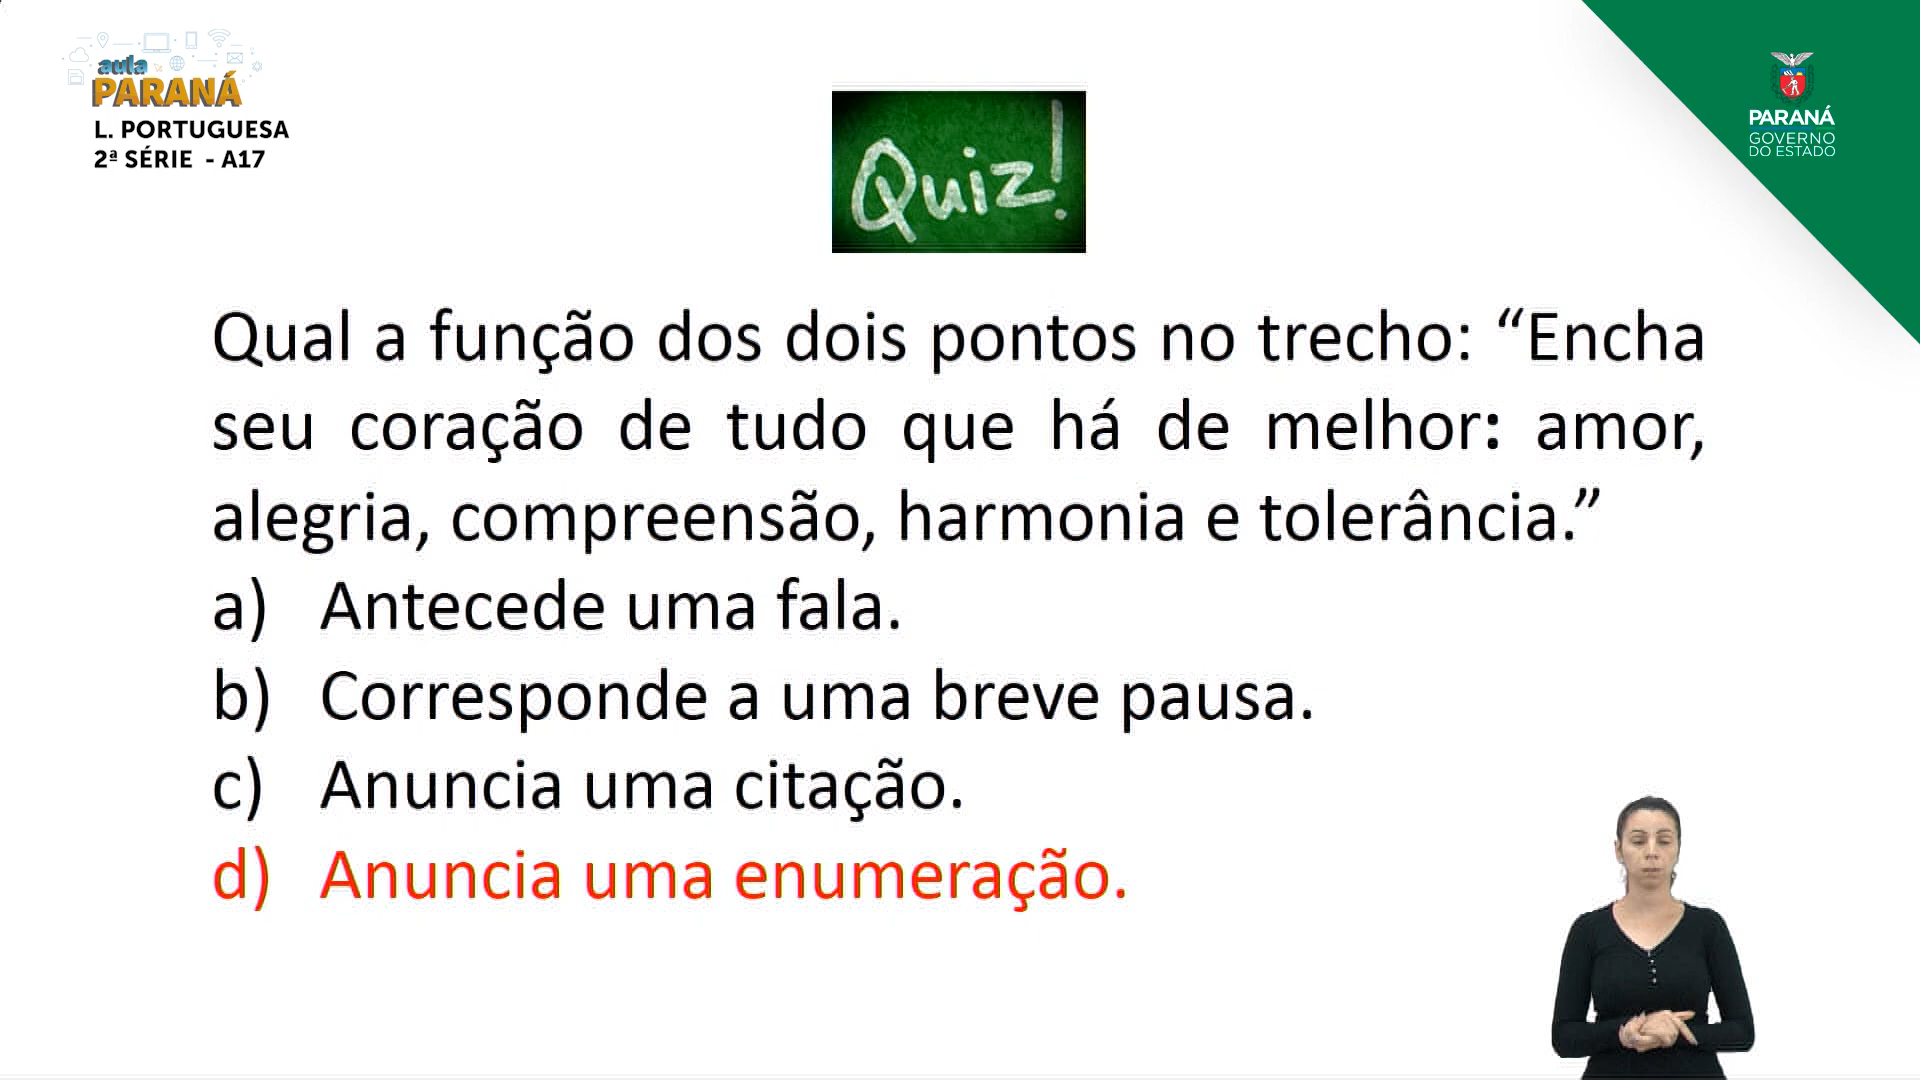 aula
PARANÁ
L. PORTUGUESA
2ª SÉRIE - A17
Quiz!
PARANÁ
GOVERNO
DO ESTADO
Qual a função dos dois pontos no trecho: “Encha
seu coração de tudo que há de melhor: amor,
alegria, compreensão, harmonia e tolerância.”
a) Antecede uma fala.
b) Corresponde a uma breve pausa.
c) Anuncia uma citação.
d) Anuncia uma enumeração.